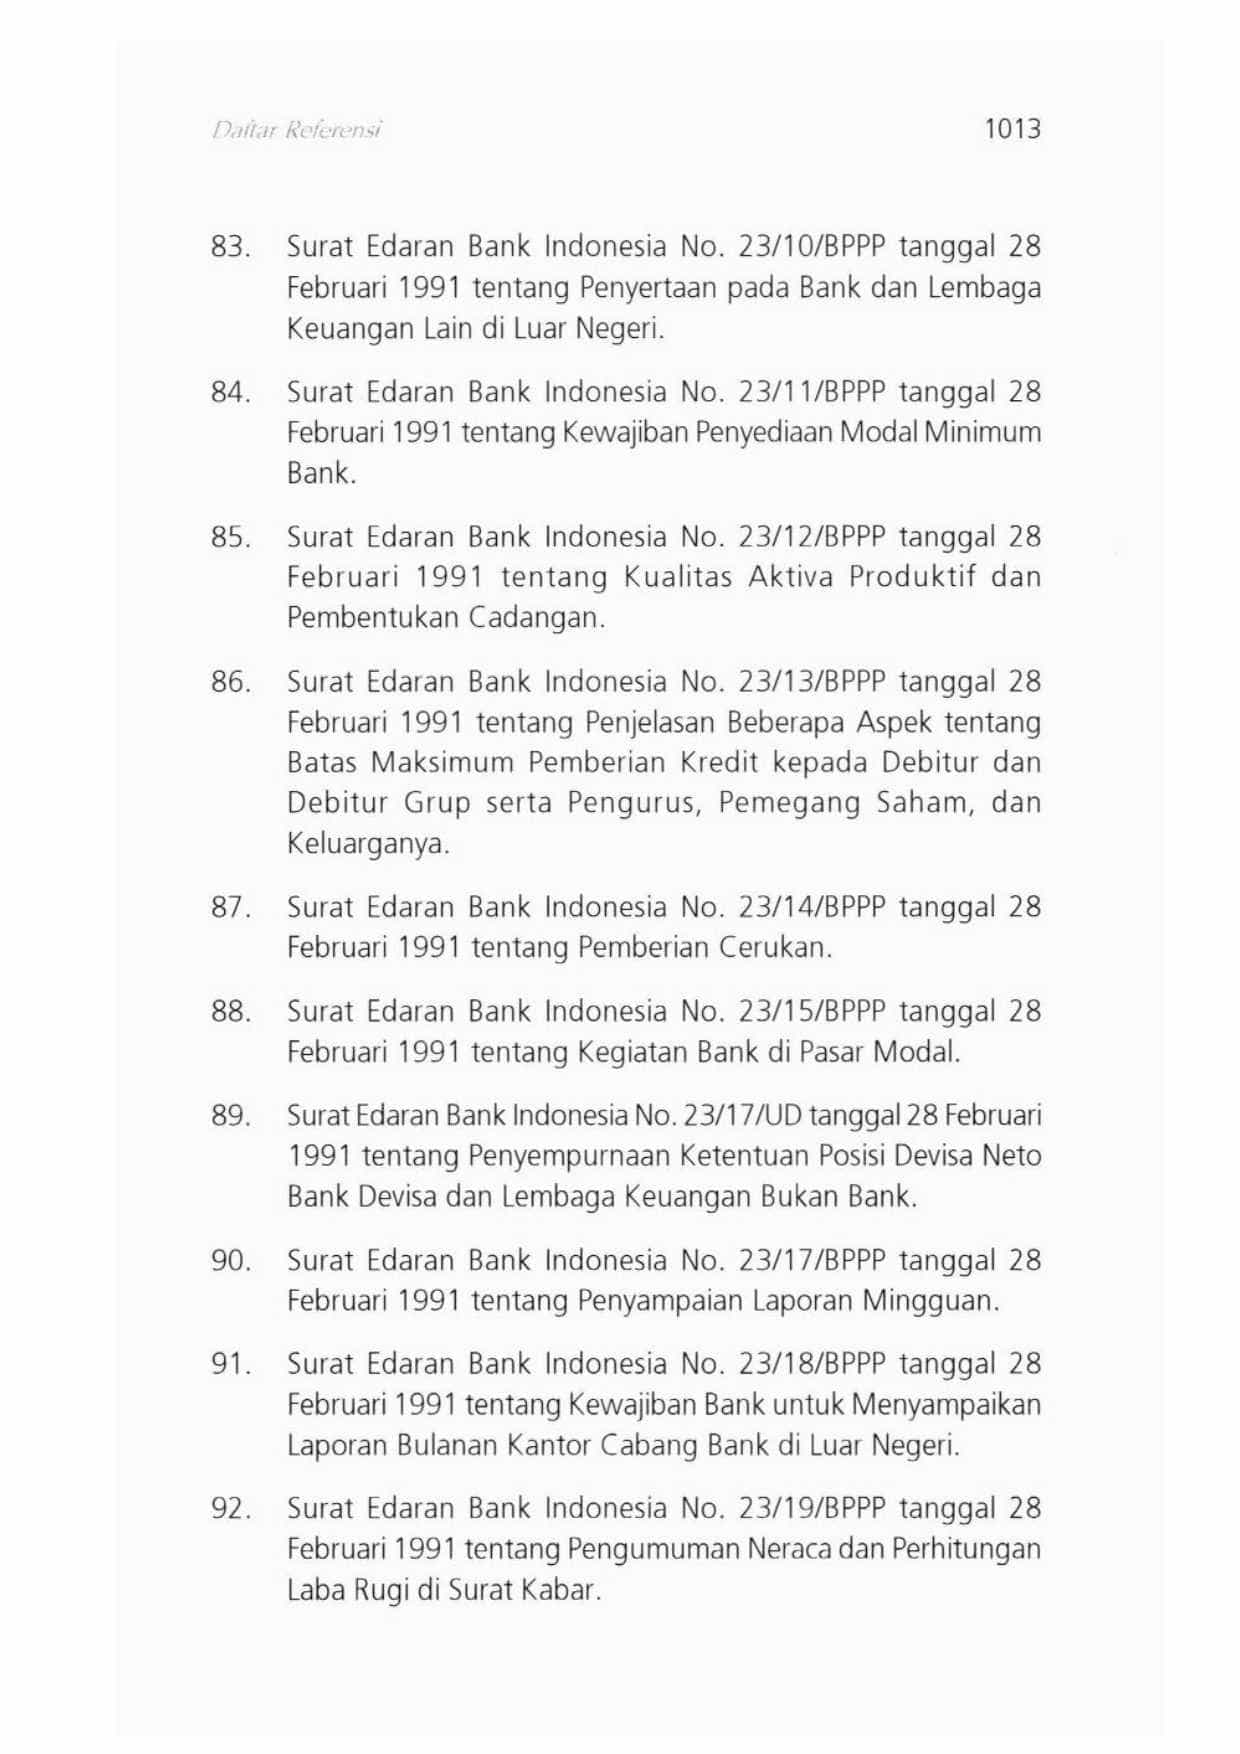 Daftar Referensi 1013
83. Surat Edaran Bank Indonesia No. 23/10/BPPP tanggal 28
Februari 1991 tentang Penyertaan pada Bank dan Lembaga
Keuangan Lain di Luar Negeri.
84. Surat Edaran Bank Indonesia No. 23/11/BPPP tanggal 28
Februari 1991 tentang Kewajiban Penyediaan Modal Minimum
Bank.
85. Surat Edaran Bank Indonesia No. 23/12/BPPP tanggal 28
Februari 1991 tentang Kualitas Aktiva Produktif dan
Pembentukan Cadangan.
86. Surat Edaran Bank Indonesia No. 23/13/BPPP tanggal 28
Februari 1991 tentang Penjelasan Beberapa Aspek tentang
Batas Maksimum Pemberian Kredit kepada Debitur dan
Debitur Grup serta Pengurus, Pemegang Saham, dan
Keluarganya.
87. Surat Edaran Bank Indonesia No. 23/14/BPPP tanggal 28
Februari 1991 tentang Pemberian Cerukan.
88. Surat Edaran Bank Indonesia No. 23/15/BPPP tanggal 28
Februari 1991 tentang Kegiatan Bank di Pasar Modal.
89. Surat Edaran Bank Indonesia No. 23/17/UD tanggal 28 Februari
1991 tentang Penyempurnaan Ketentuan Posisi Devisa Neto
Bank Devisa dan Lembaga Keuangan Bukan Bank.
90. Surat Edaran Bank Indonesia No. 23/17/BPPP tanggal 28
Februari 1991 tentang Penyampaian Laporan Mingguan.
91. Surat Edaran Bank Indonesia No. 23/18/BPPP tanggal 28
Februari 1991 tentang Kewajiban Bank untuk Menyampaikan
Laporan Bulanan Kantor Cabang Bank di Luar Negeri.
92. Surat Edaran Bank Indonesia No. 23/19/BPPP tanggal 28
Februari 1991 tentang Pengumuman Neraca dan Perhitungan
Laba Rugi di Surat Kabar.